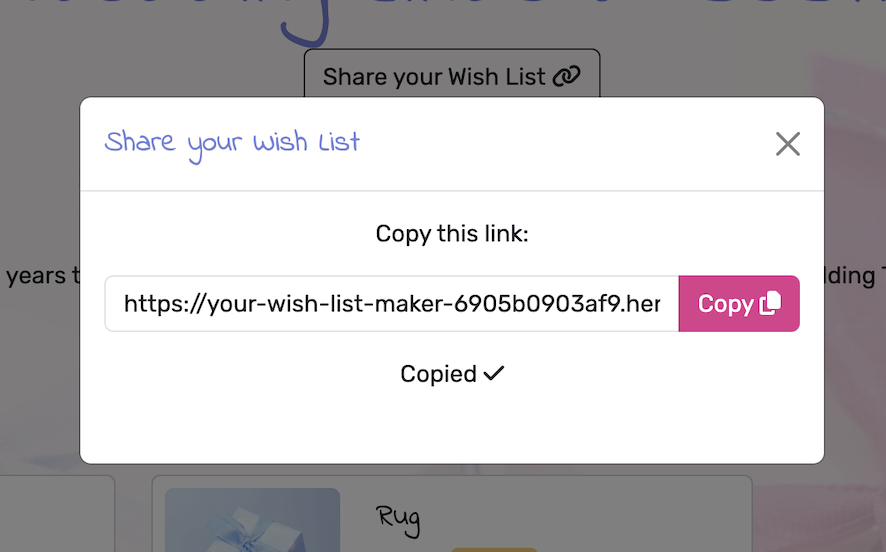 Share your Wish List
Share your Wish List
Copy this link:
years t
lding
https://your-wish-list-maker-6905b0903af9.her
Copy
Copied
Rug